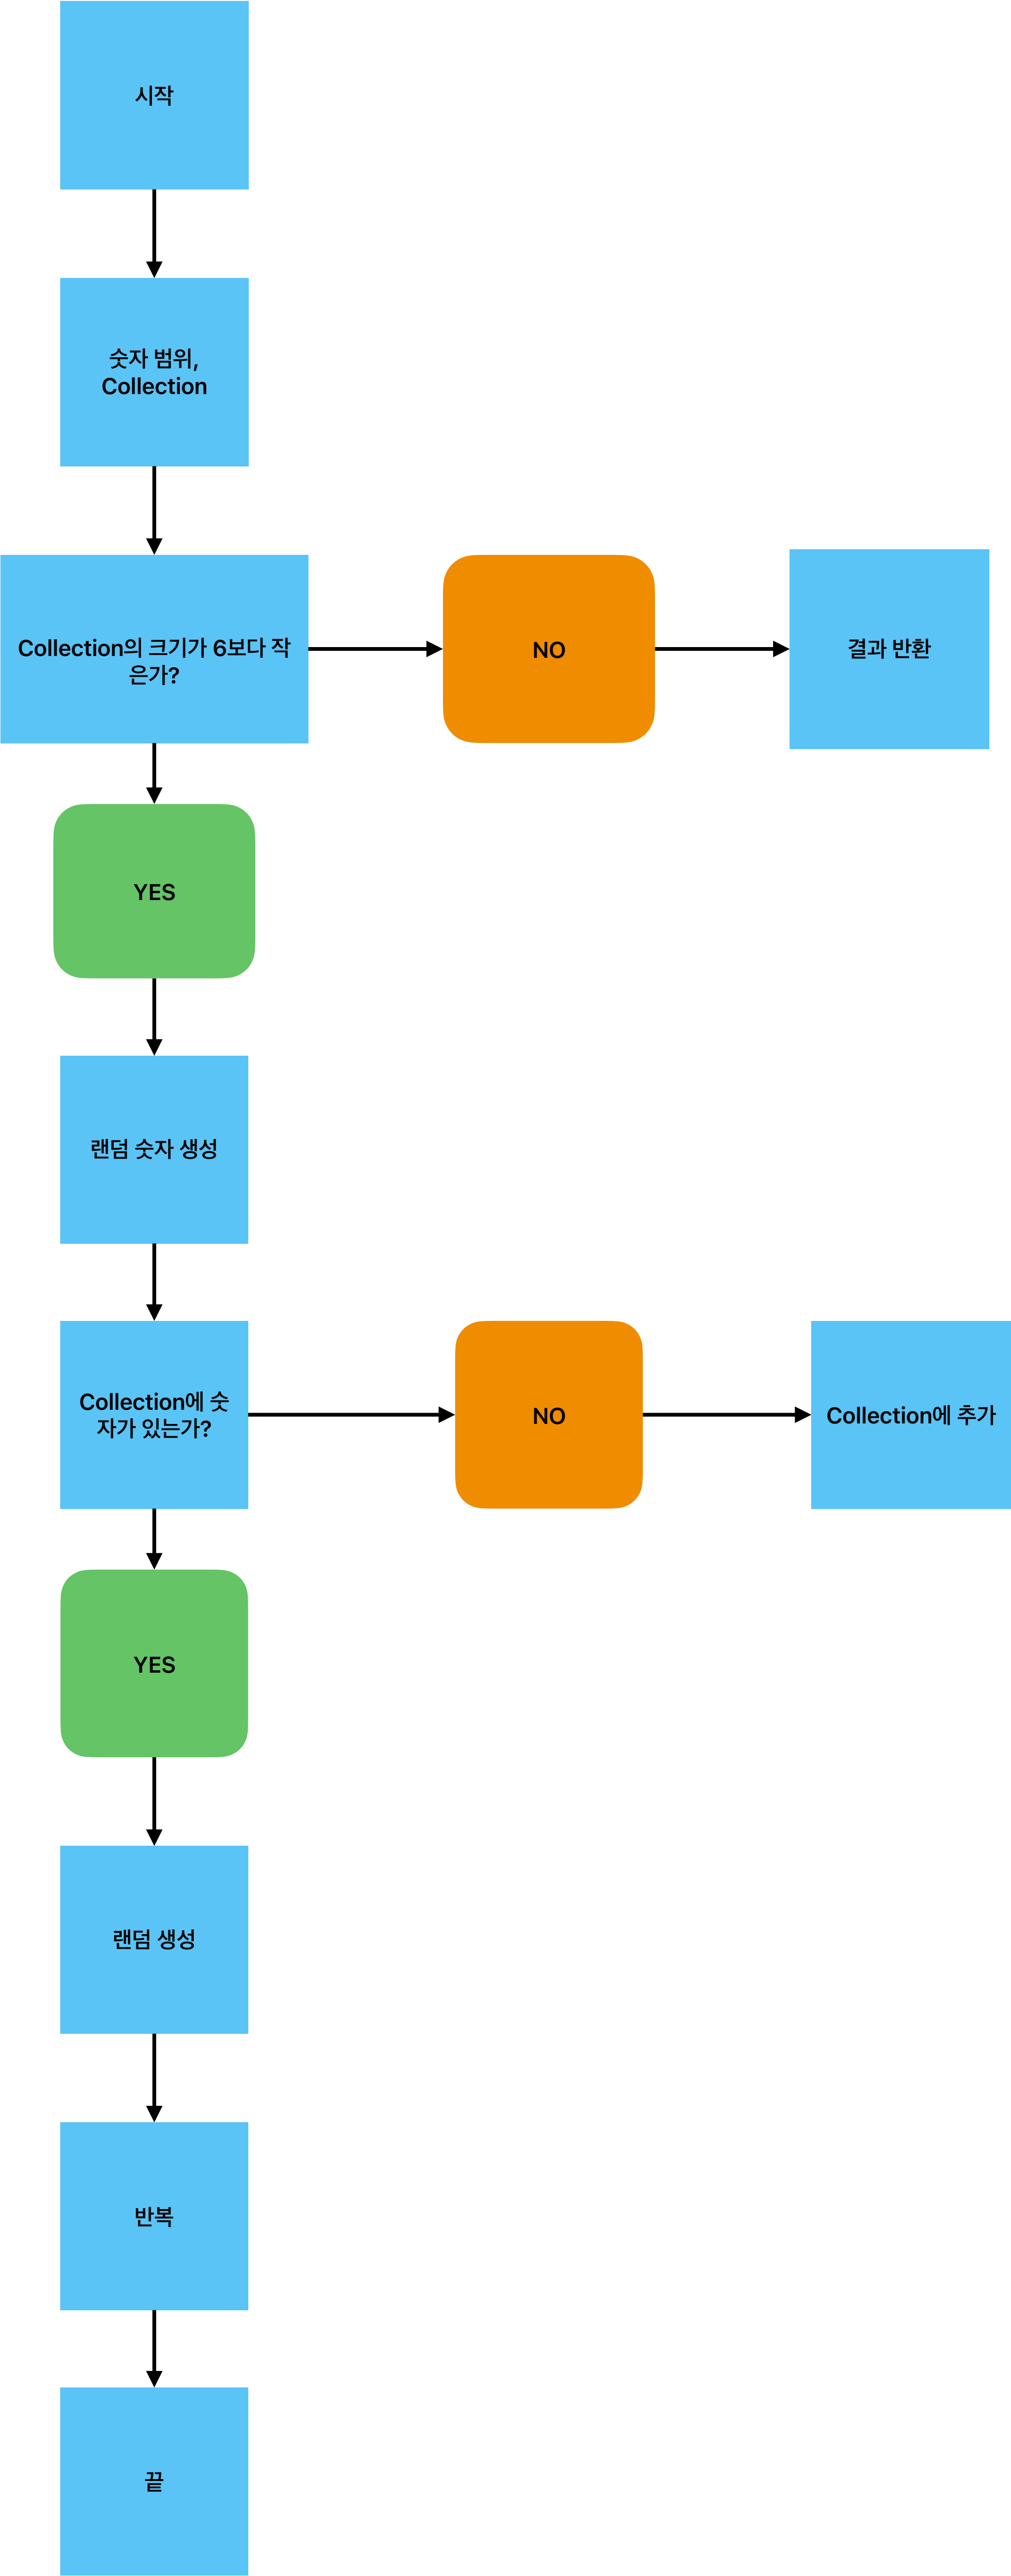 시작
숫자 범위,
Collection
Collection의 크기가 6보다 작
은가?
NO
결과 반환
YES
랜덤 숫자 생성
Collection에 숫
자가 있는가?
NO
Collection에 추가
YES
랜덤 생성
반복
끝